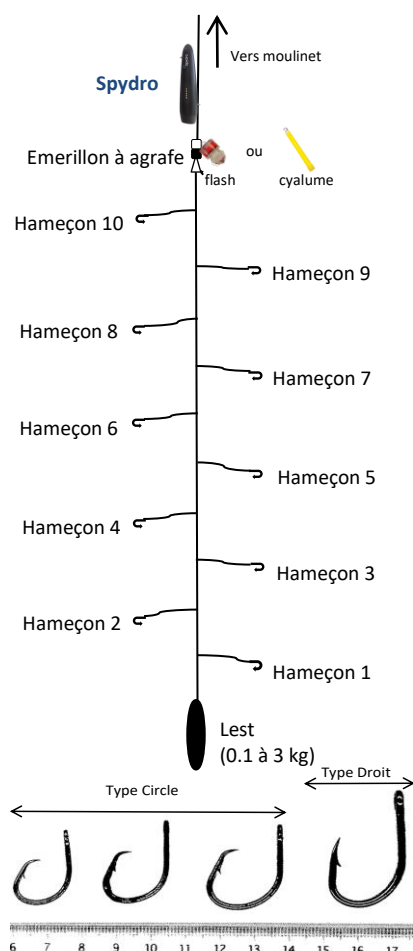 Vers moulinet
Spydro
Emerillon à agrafe
ou
flash
cyalume
Hameçon 10
Hameçon 9
Hameçon 8
Hameçon 7
Hameçon 6
Hameçon 5
Hameçon 4
Hameçon 3
Hameçon 2
Hameçon 1
Lest
(0.1 à 3 kg)
Type Droit
Type Circle
6 7 8 9 10 11 12 13 14 15 16 17